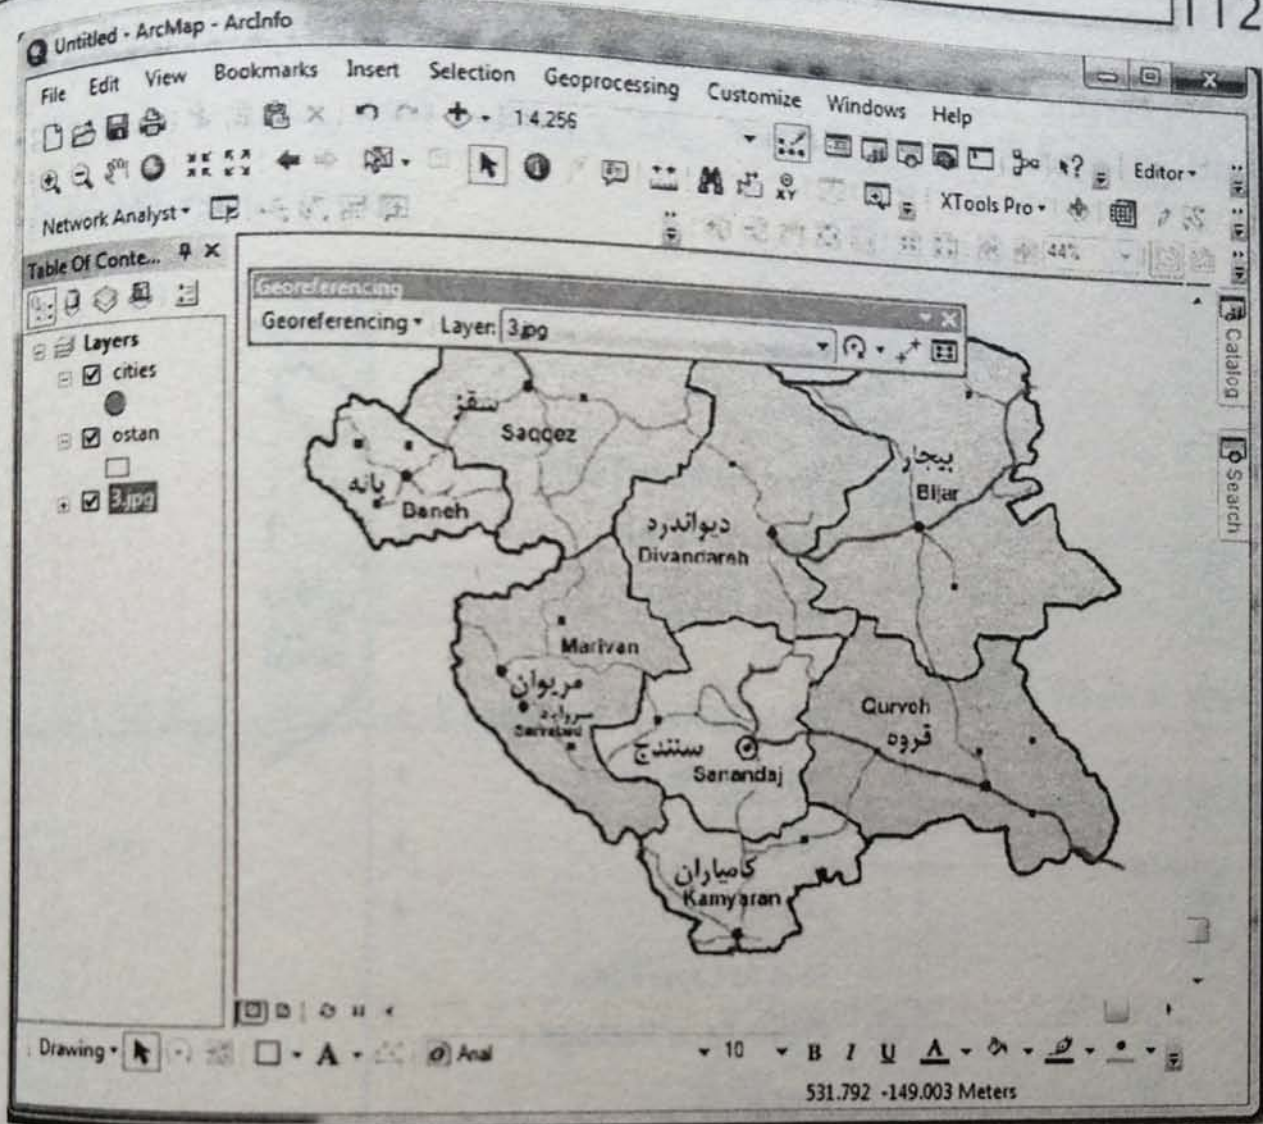 112
Untitled - ArcMap - ArcInfo
File Edit View Bookmarks Insert Selection Geoprocessing Customize Windows Help
1:4.256
Editor
Network Analyst
XTools Pro
44%
Table Of Conte...
Georeferencing
Georeferencing Layer: 3.jpg
Layers
cities
ostan
3.jpg
Catalog
Search
سقز
Saqqez
بیجار
Bijar
بانه
Baneh
دیواندره
Divandareh
Marivan
مریوان
سروآباد
Sarvabad
Qurveh
قروه
سنندج
Sanandaj
کامیاران
Kamyaran
Drawing A Arial 10 B I U A
531.792 -149.003 Meters